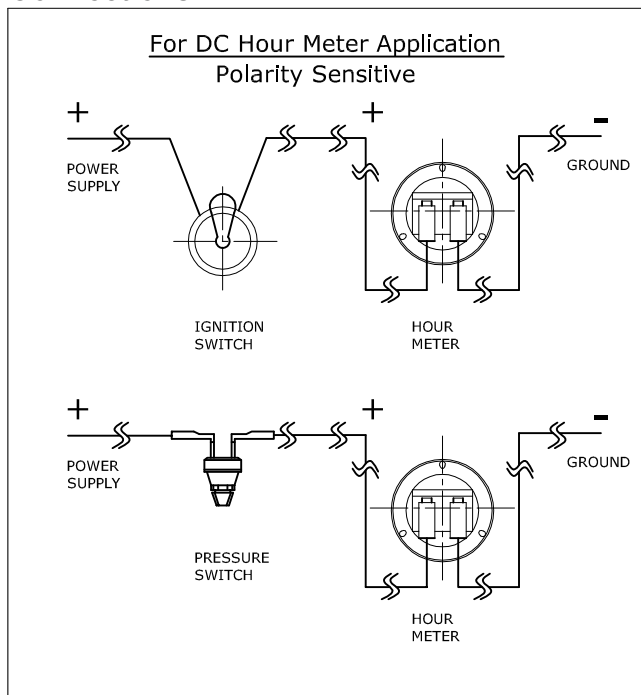 For DC Hour Meter Application
Polarity Sensitive
+ + -
POWER
SUPPLY
GROUND
IGNITION
SWITCH
HOUR
METER
+ + -
POWER
SUPPLY
GROUND
PRESSURE
SWITCH
HOUR
METER